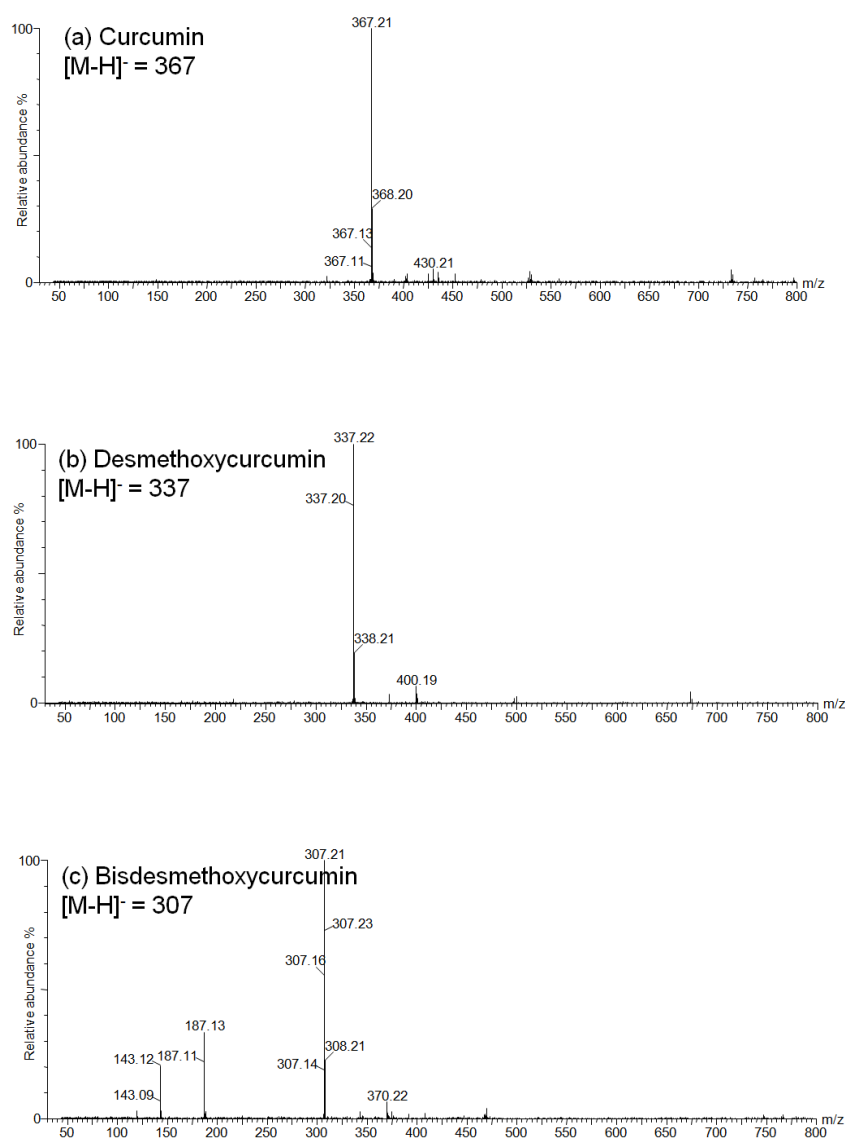 (a) Curcumin
[M-H]- = 367
367.21
368.20
367.13
367.11
430.21
100
0
Relative abundance %
50 100 150 200 250 300 350 400 450 500 550 600 650 700 750 800 m/z
(b) Desmethoxycurcumin
[M-H]- = 337
337.22
337.20
338.21
400.19
100
0
Relative abundance %
50 100 150 200 250 300 350 400 450 500 550 600 650 700 750 800 m/z
(c) Bisdesmethoxycurcumin
[M-H]- = 307
307.21
307.23
307.16
187.13
308.21
143.12
187.11
307.14
143.09
370.22
100
0
Relative abundance %
50 100 150 200 250 300 350 400 450 500 550 600 650 700 750 800 m/z